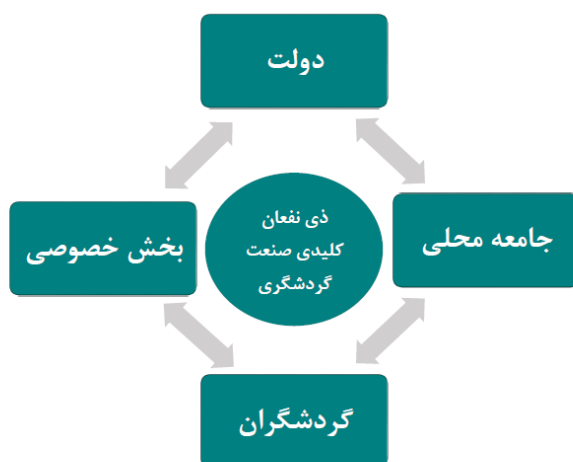 دولت
جامعه محلی
ذی نفعان
کلیدی صنعت
گردشگری
بخش خصوصی
گردشگران